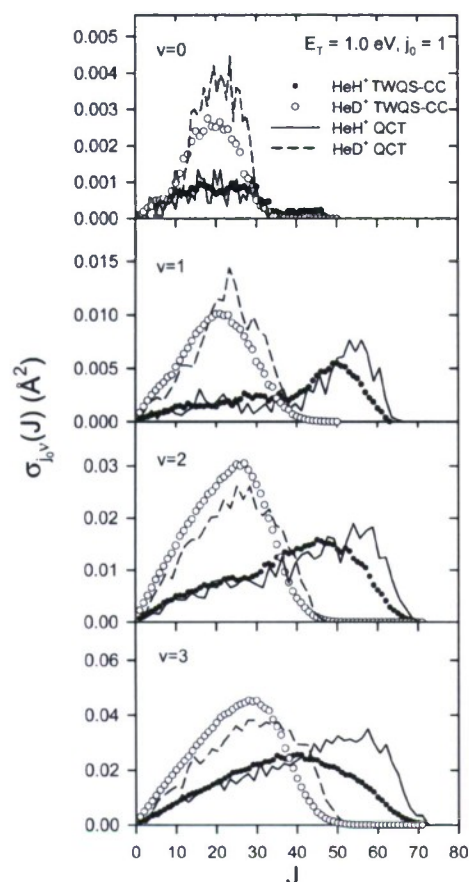 0.005
0.004
0.003
0.002
0.001
0.000
v=0
E_T = 1.0 eV, j₀ = 1
HeH⁺ TWQS-CC
HeD⁺ TWQS-CC
HeH⁺ QCT
HeD⁺ QCT
0.015
0.010
0.005
0.000
v=1
σ_j₀v(J) (Å²)
0.03
0.02
0.01
0.00
v=2
0.06
0.04
0.02
0.00
v=3
0 10 20 30 40 50 60 70 80
J